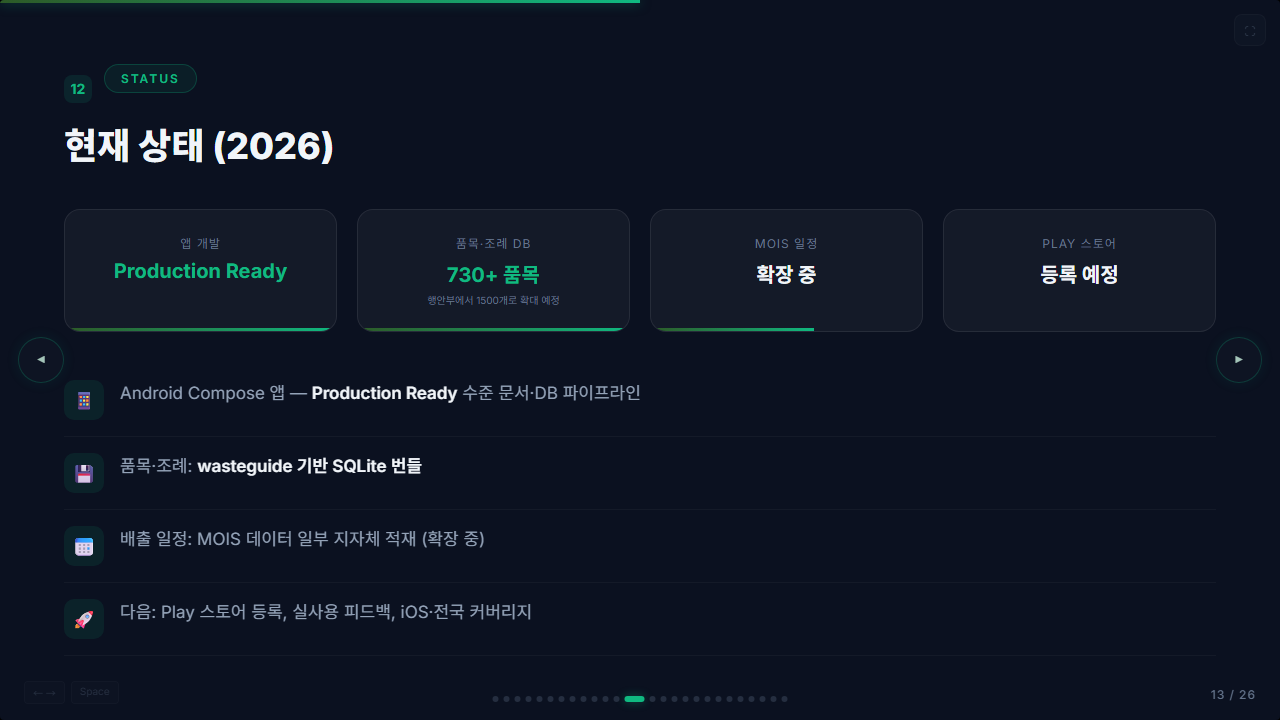 12
STATUS
현재 상태 (2026)
앱 개발
Production Ready
품목·조례 DB
730+ 품목
행안부에서 1500개로 확대 예정
MOIS 일정
확장 중
PLAY 스토어
등록 예정
◄
►
Android Compose 앱 — Production Ready 수준 문서·DB 파이프라인
품목·조례: wasteguide 기반 SQLite 번들
배출 일정: MOIS 데이터 일부 지자체 적재 (확장 중)
다음: Play 스토어 등록, 실사용 피드백, iOS·전국 커버리지
← → Space
13 / 26